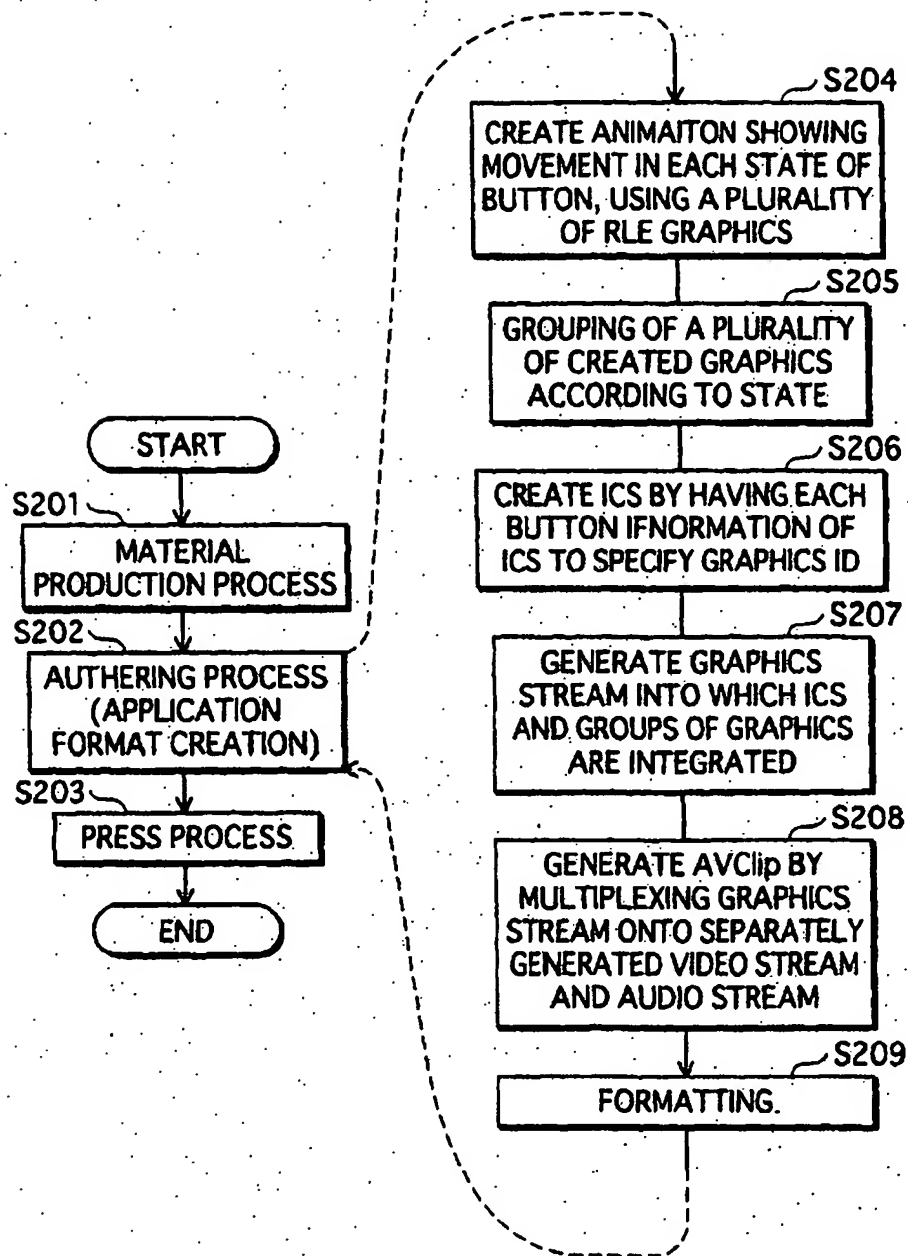 START
S201
MATERIAL
PRODUCTION PROCESS
S202
AUTHERING PROCESS
(APPLICATION
FORMAT CREATION)
S203
PRESS PROCESS
END
S204
CREATE ANIMAITON SHOWING
MOVEMENT IN EACH STATE OF
BUTTON, USING A PLURALITY
OF RLE GRAPHICS
S205
GROUPING OF A PLURALITY
OF CREATED GRAPHICS
ACCORDING TO STATE
S206
CREATE ICS BY HAVING EACH
BUTTON IFNORMATION OF
ICS TO SPECIFY GRAPHICS ID
S207
GENERATE GRAPHICS
STREAM INTO WHICH ICS
AND GROUPS OF GRAPHICS
ARE INTEGRATED
S208
GENERATE AVClip BY
MULTIPLEXING GRAPHICS
STREAM ONTO SEPARATELY
GENERATED VIDEO STREAM
AND AUDIO STREAM
S209
FORMATTING.